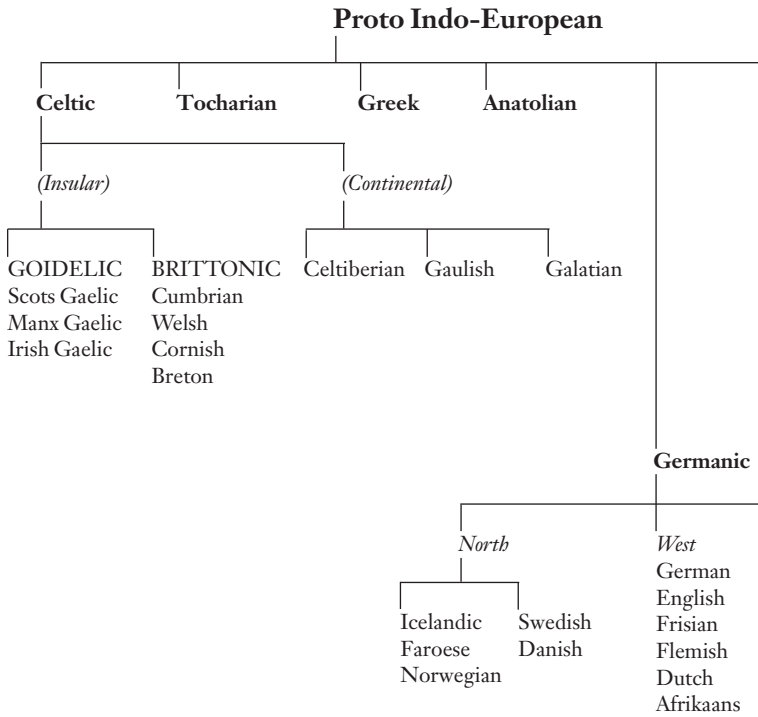 Proto Indo-European
Celtic Tocharian Greek Anatolian
(Insular) (Continental)
GOIDELIC BRITTONIC Celtiberian Gaulish Galatian
Scots Gaelic Cumbrian
Manx Gaelic Welsh
Irish Gaelic Cornish
Breton
Germanic
North West
German
Icelandic Swedish English
Faroese Danish Frisian
Norwegian Flemish
Dutch
Afrikaans